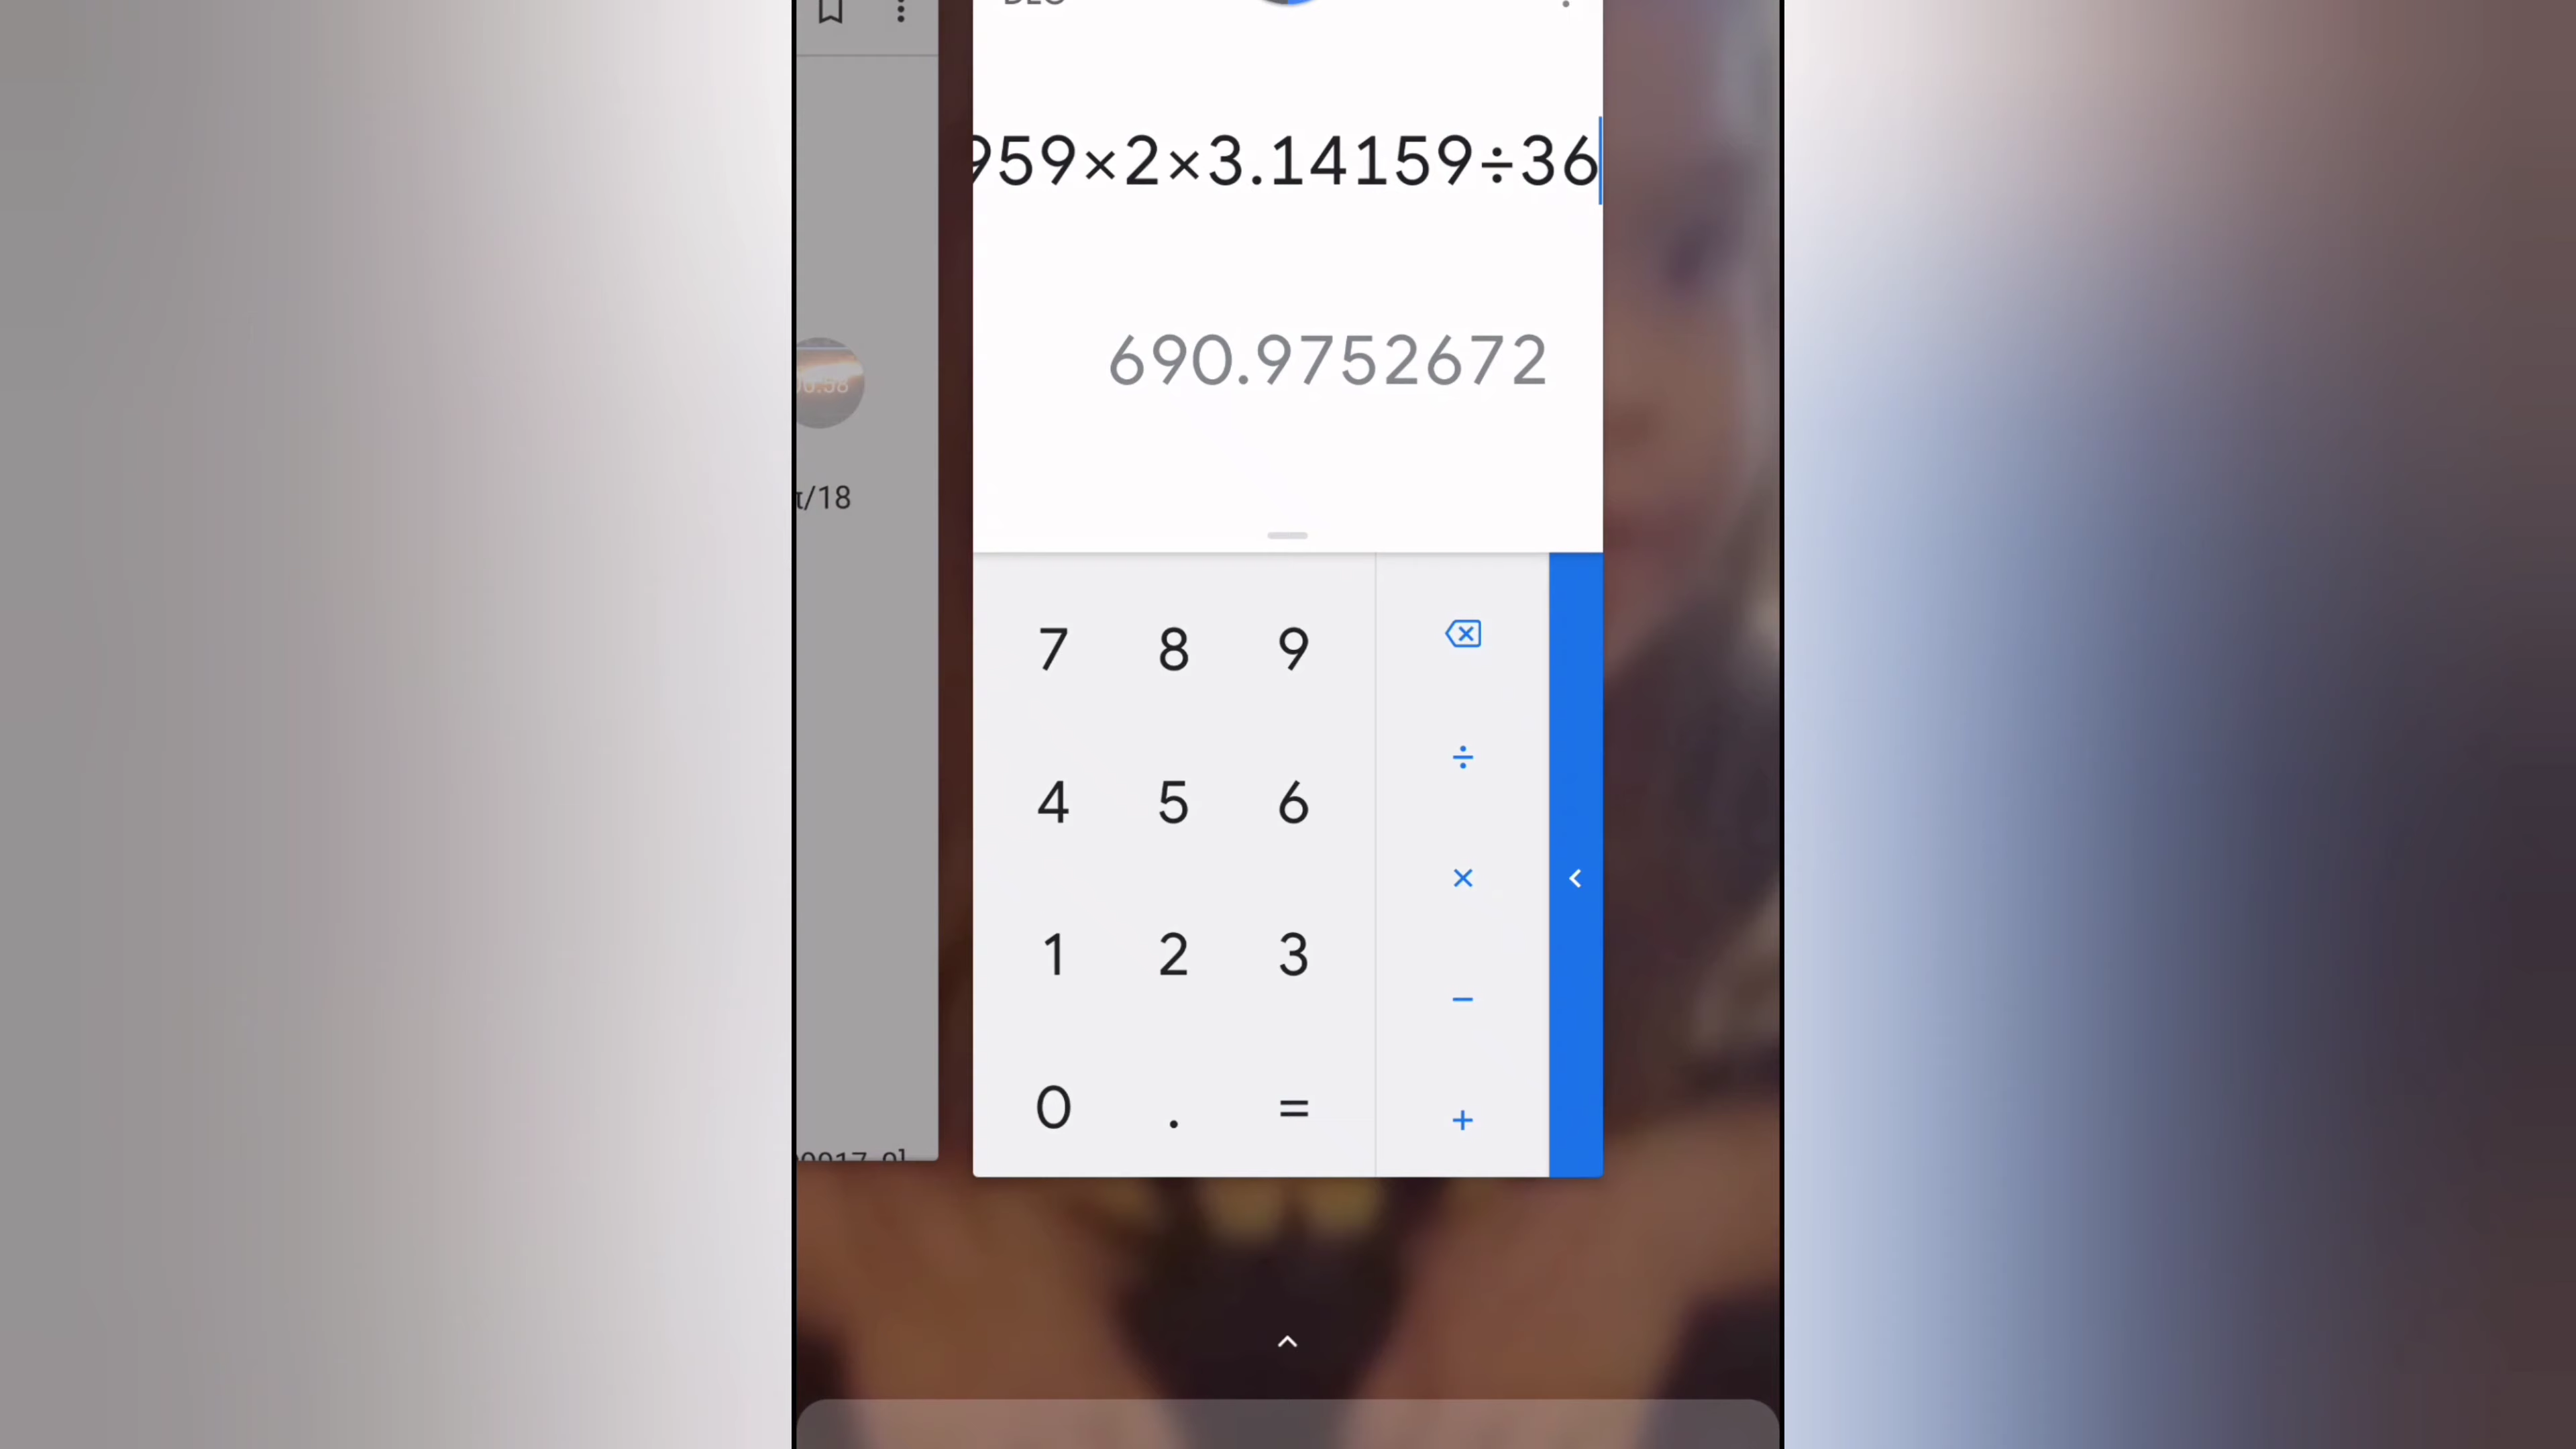 959×2×3.14159÷36
690.9752672
/18
7 8 9
÷
4 5 6
×
1 2 3
−
0 . =
+